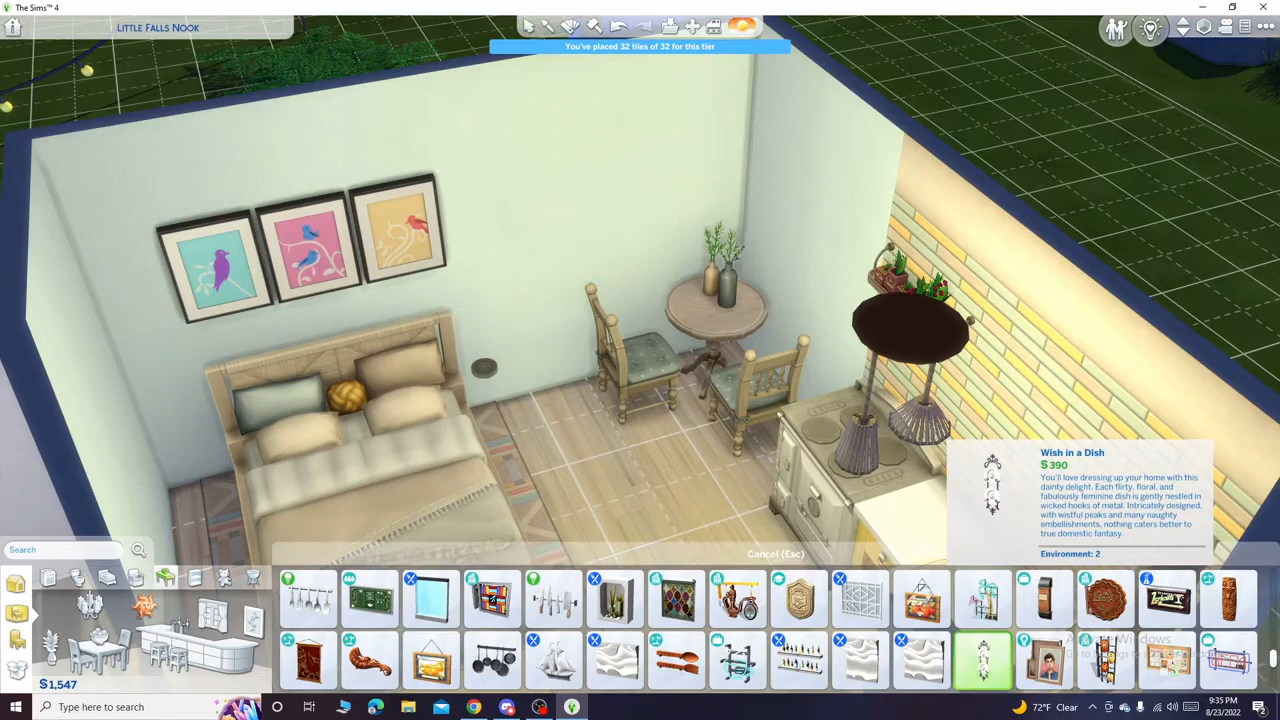 The Sims™ 4
LITTLE FALLS NOOK
You've placed 32 tiles of 32 for this tier
Wish in a Dish
§390
You'll love dressing up your home with this
dainty delight. Each flirty, floral, and
fabulously feminine dish is gently nestled in
wicked hooks of metal. Intricately designed,
with wistful peaks and many naughty
embellishments, nothing caters better to
true domestic fantasy.
Environment: 2
Cancel (Esc)
Search
§1,547
Type here to search
72°F Clear
9:35 PM
8/23/2022
2